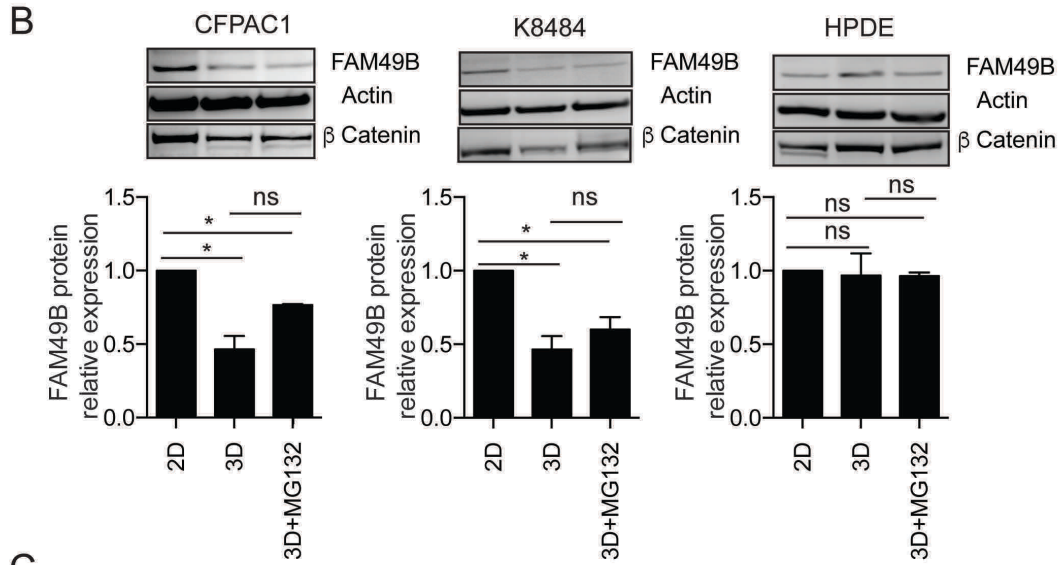 B
CFPAC1
FAM49B
Actin
β Catenin
1.5
1.0
0.5
0.0
FAM49B protein
relative expression
*
*
ns
2D
3D
3D+MG132
K8484
FAM49B
Actin
β Catenin
1.5
1.0
0.5
0.0
FAM49B protein
relative expression
*
*
ns
2D
3D
3D+MG132
HPDE
FAM49B
Actin
β Catenin
1.5
1.0
0.5
0.0
FAM49B protein
relative expression
ns
ns
ns
2D
3D
3D+MG132